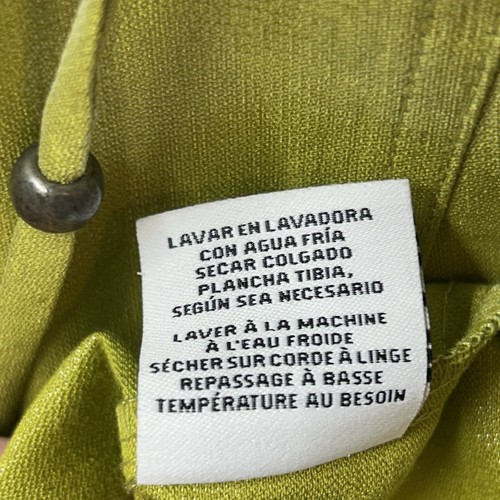 LAVAR EN LAVADORA
CON AGUA FRÍA
SECAR COLGADO
PLANCHA TIBIA,
SEGÚN SEA NECESARIO
LAVER À LA MACHINE
À L'EAU FROIDE
SÉCHER SUR CORDE À LINGE
REPASSAGE À BASSE
TEMPÉRATURE AU BESOIN